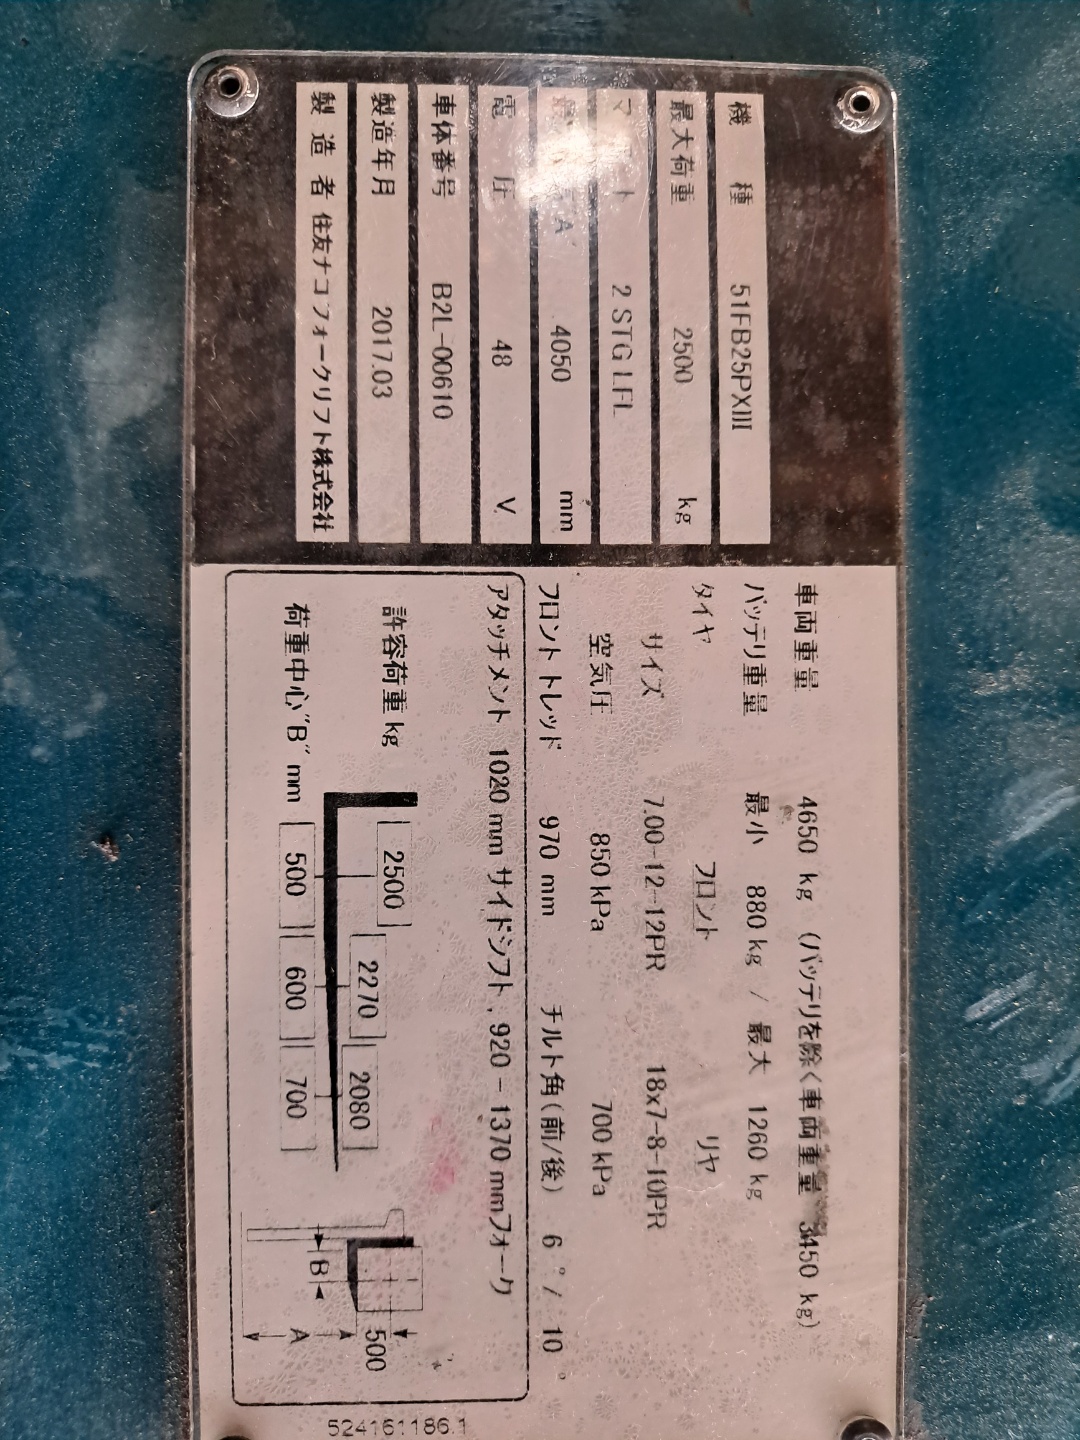 機種 51FB25PXIII
最大荷重 2500 kg
マスト 2 STG LFL
"A" 4050 mm
電圧 48 V
車体番号 B2L-00610
製造年月 2017.03
製造者 住友ナコ フォークリフト株式会社
車両重量 4650 kg (バッテリを除く車両重量 3450 kg)
バッテリ重量 最小 880 kg / 最大 1260 kg
タイヤ フロント リヤ
サイズ 7.00-12-12PR 18x7-8-10PR
空気圧 850 kPa 700 kPa
フロント トレッド 970 mm チルト角(前/後) 6 °/ 10 °
アタッチメント 1020 mm サイドシフト, 920 - 1370 mmフォーク
許容荷重 kg 2500 2270 2080
荷重中心"B" mm 500 600 700
500
B
A
524161186.1